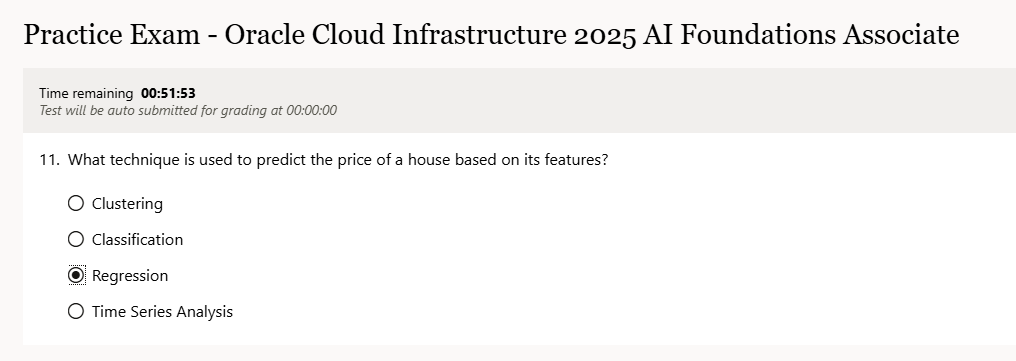 Practice Exam - Oracle Cloud Infrastructure 2025 AI Foundations Associate
Time remaining 00:51:53
Test will be auto submitted for grading at 00:00:00
11. What technique is used to predict the price of a house based on its features?
Clustering
Classification
Regression
Time Series Analysis